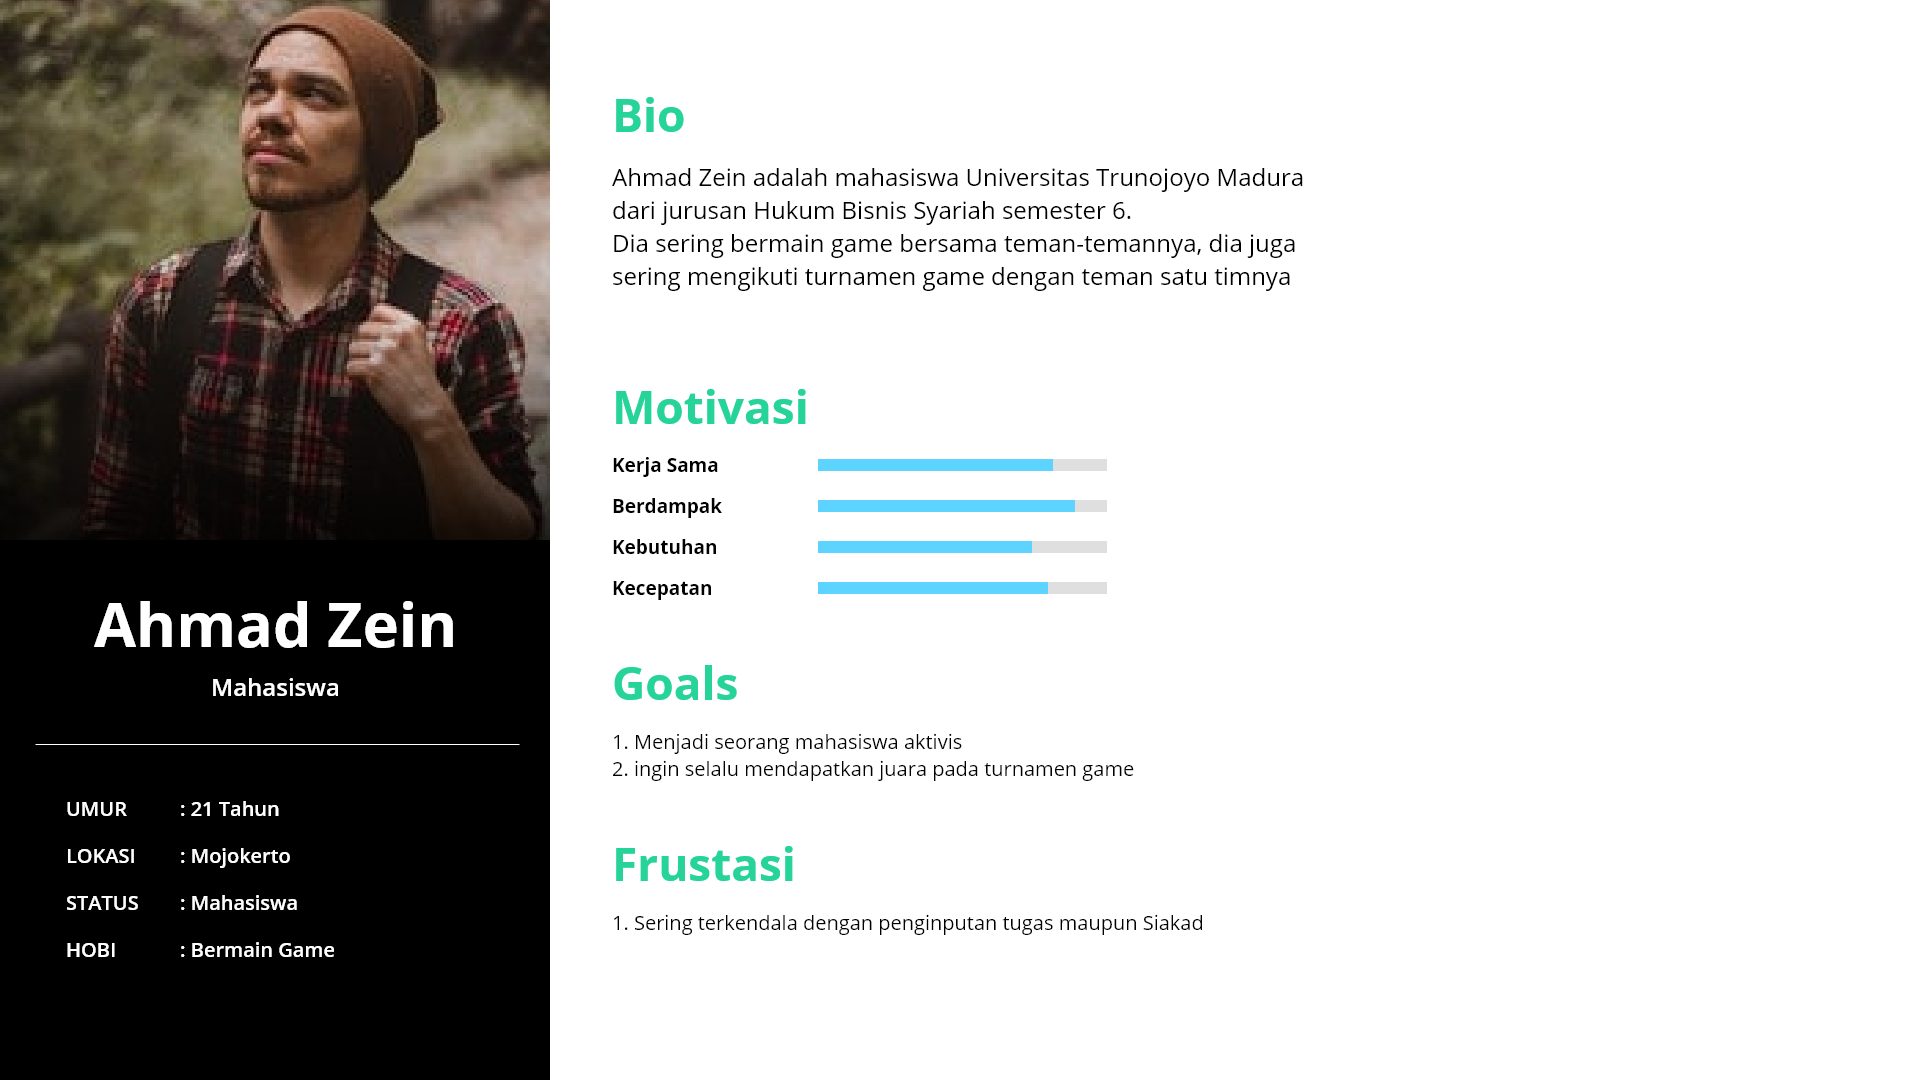 Ahmad Zein
Mahasiswa
UMUR : 21 Tahun
LOKASI : Mojokerto
STATUS : Mahasiswa
HOBI : Bermain Game
Bio
Ahmad Zein adalah mahasiswa Universitas Trunojoyo Madura
dari jurusan Hukum Bisnis Syariah semester 6.
Dia sering bermain game bersama teman-temannya, dia juga
sering mengikuti turnamen game dengan teman satu timnya
Motivasi
Kerja Sama
Berdampak
Kebutuhan
Kecepatan
Goals
1. Menjadi seorang mahasiswa aktivis
2. ingin selalu mendapatkan juara pada turnamen game
Frustasi
1. Sering terkendala dengan penginputan tugas maupun Siakad